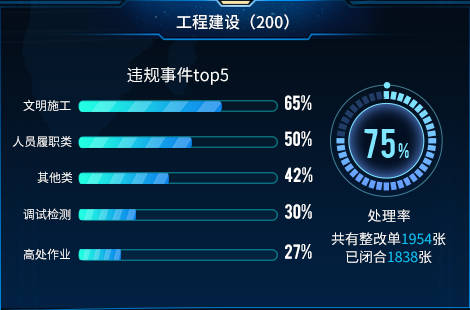 工程建设（200）
违规事件top5
文明施工 65%
人员履职类 50%
其他类 42%
调试检测 30%
高处作业 27%
75%
处理率
共有整改单1954张
已闭合1838张